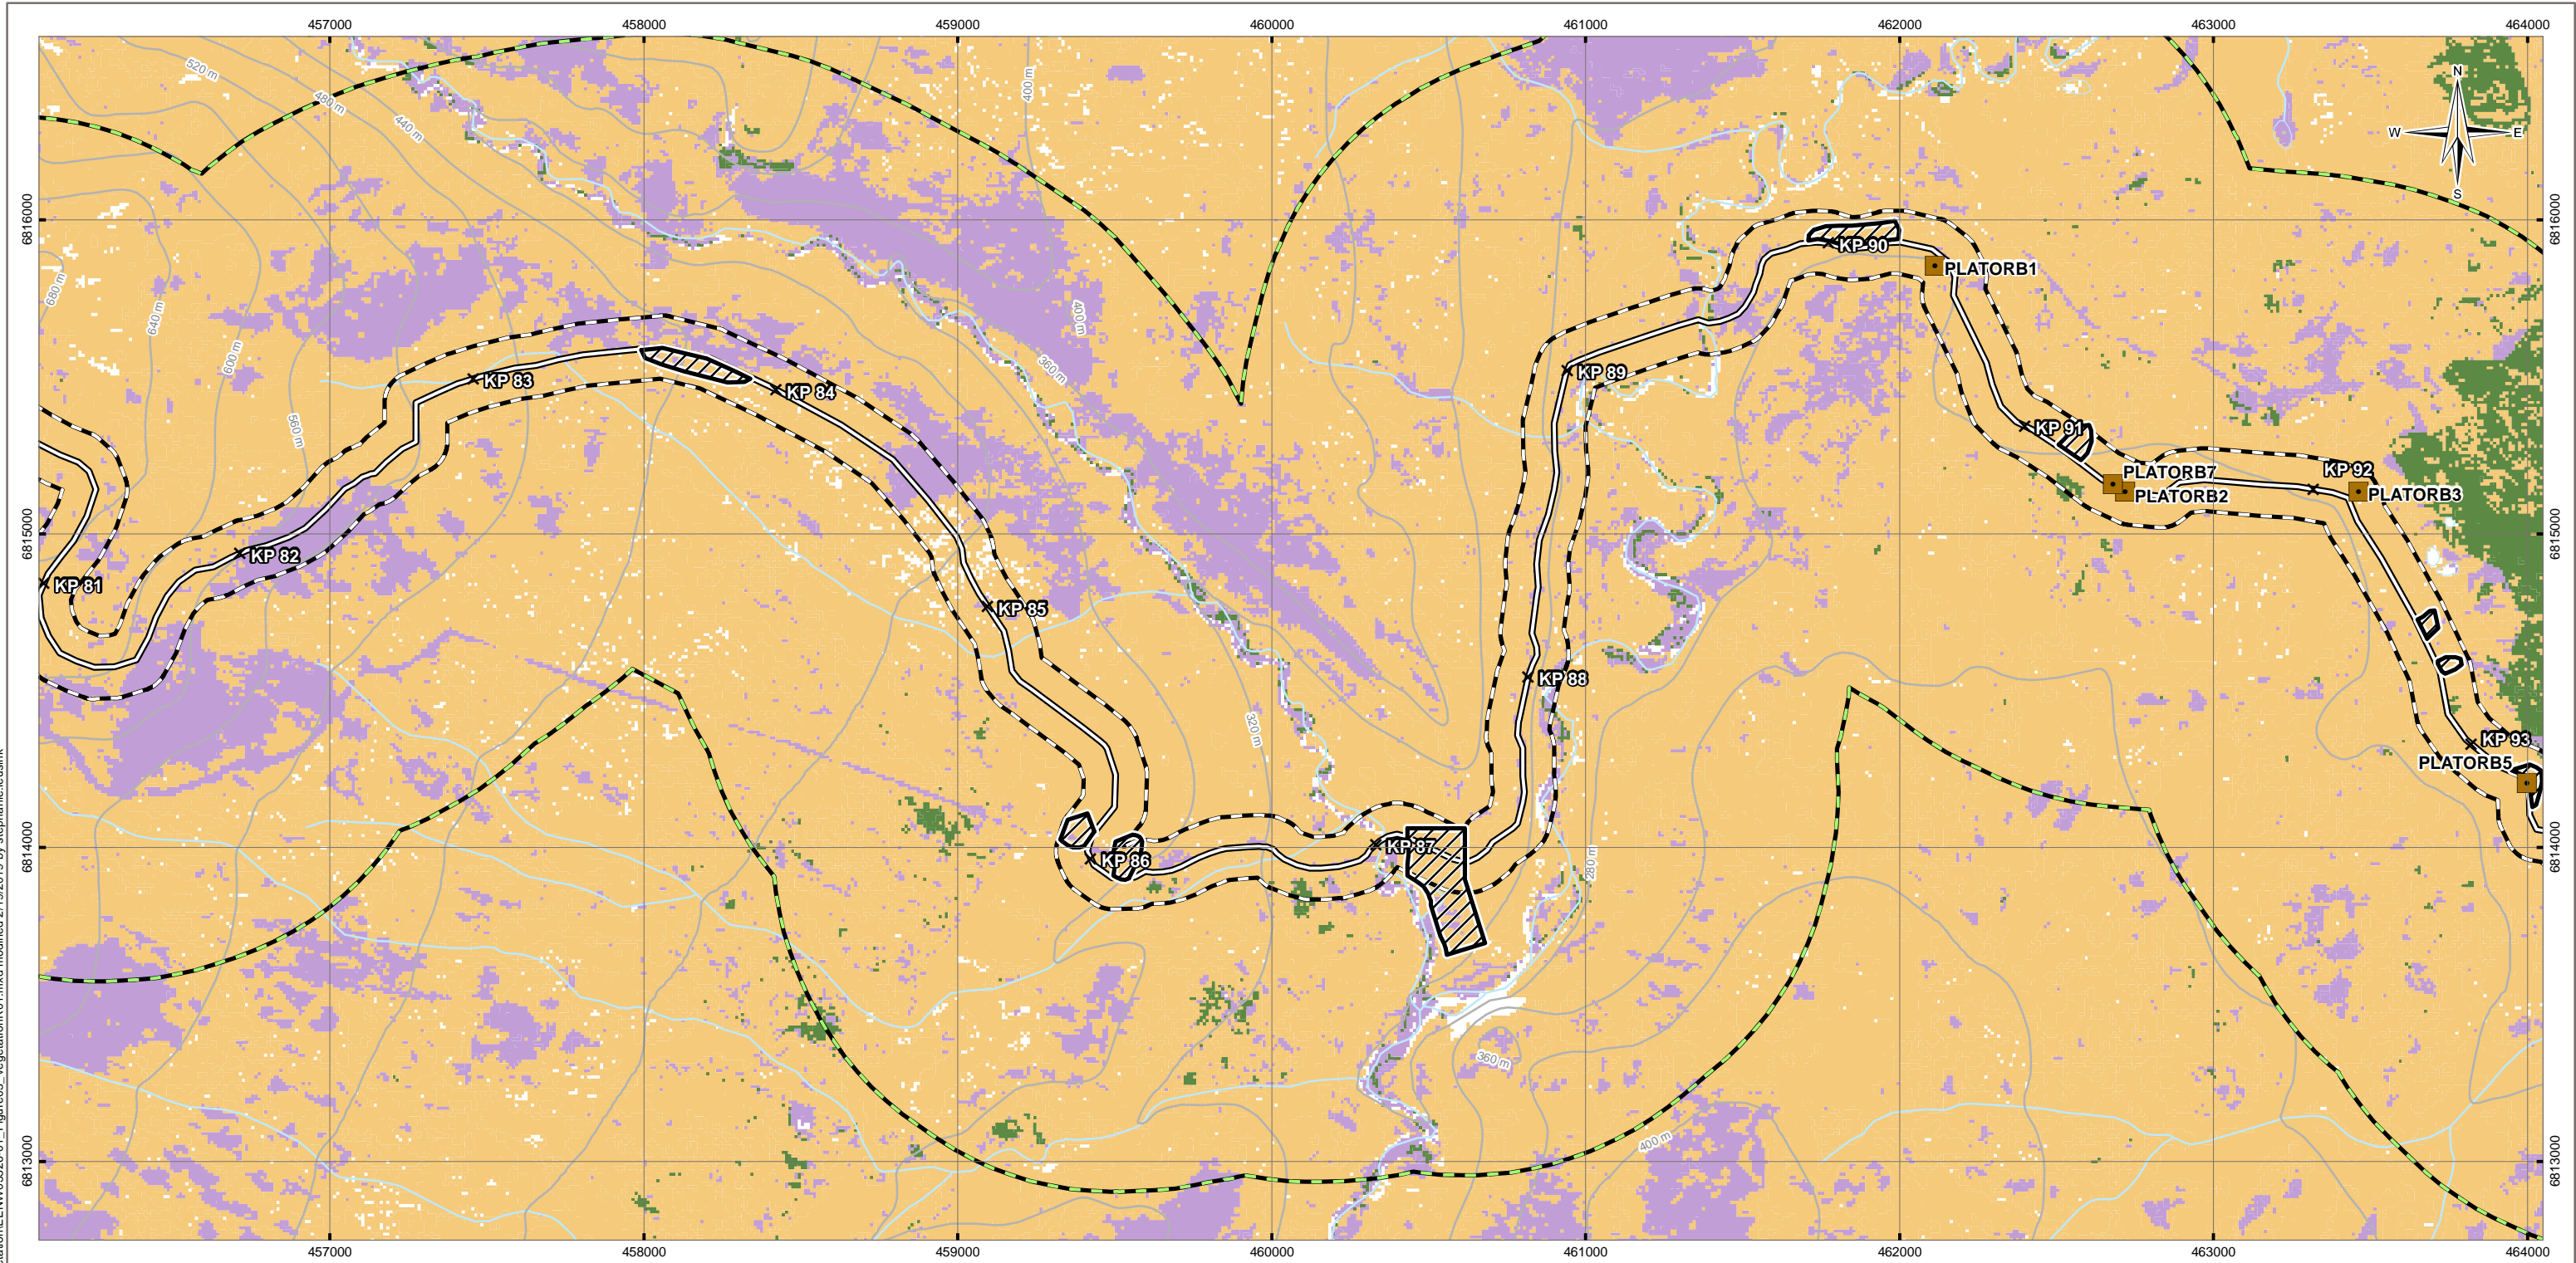 457000 458000 459000 460000 461000 462000 463000 464000
520 m
480 m
440 m
400 m
N
W E
S
6816000 6816000
680 m
640 m
600 m
560 m
400 m
360 m
KP 90
PLATORB1
KP 83
KP 84
KP 89
KP 91
PLATORB7
PLATORB2
KP 92
PLATORB3
6815000 6815000
KP 82
KP 81
KP 85
KP 88
320 m
KP 93
PLATORB5
6814000 6814000
KP 86
KP 87
280 m
360 m
400 m
6813000 6813000
457000 458000 459000 460000 461000 462000 463000 464000